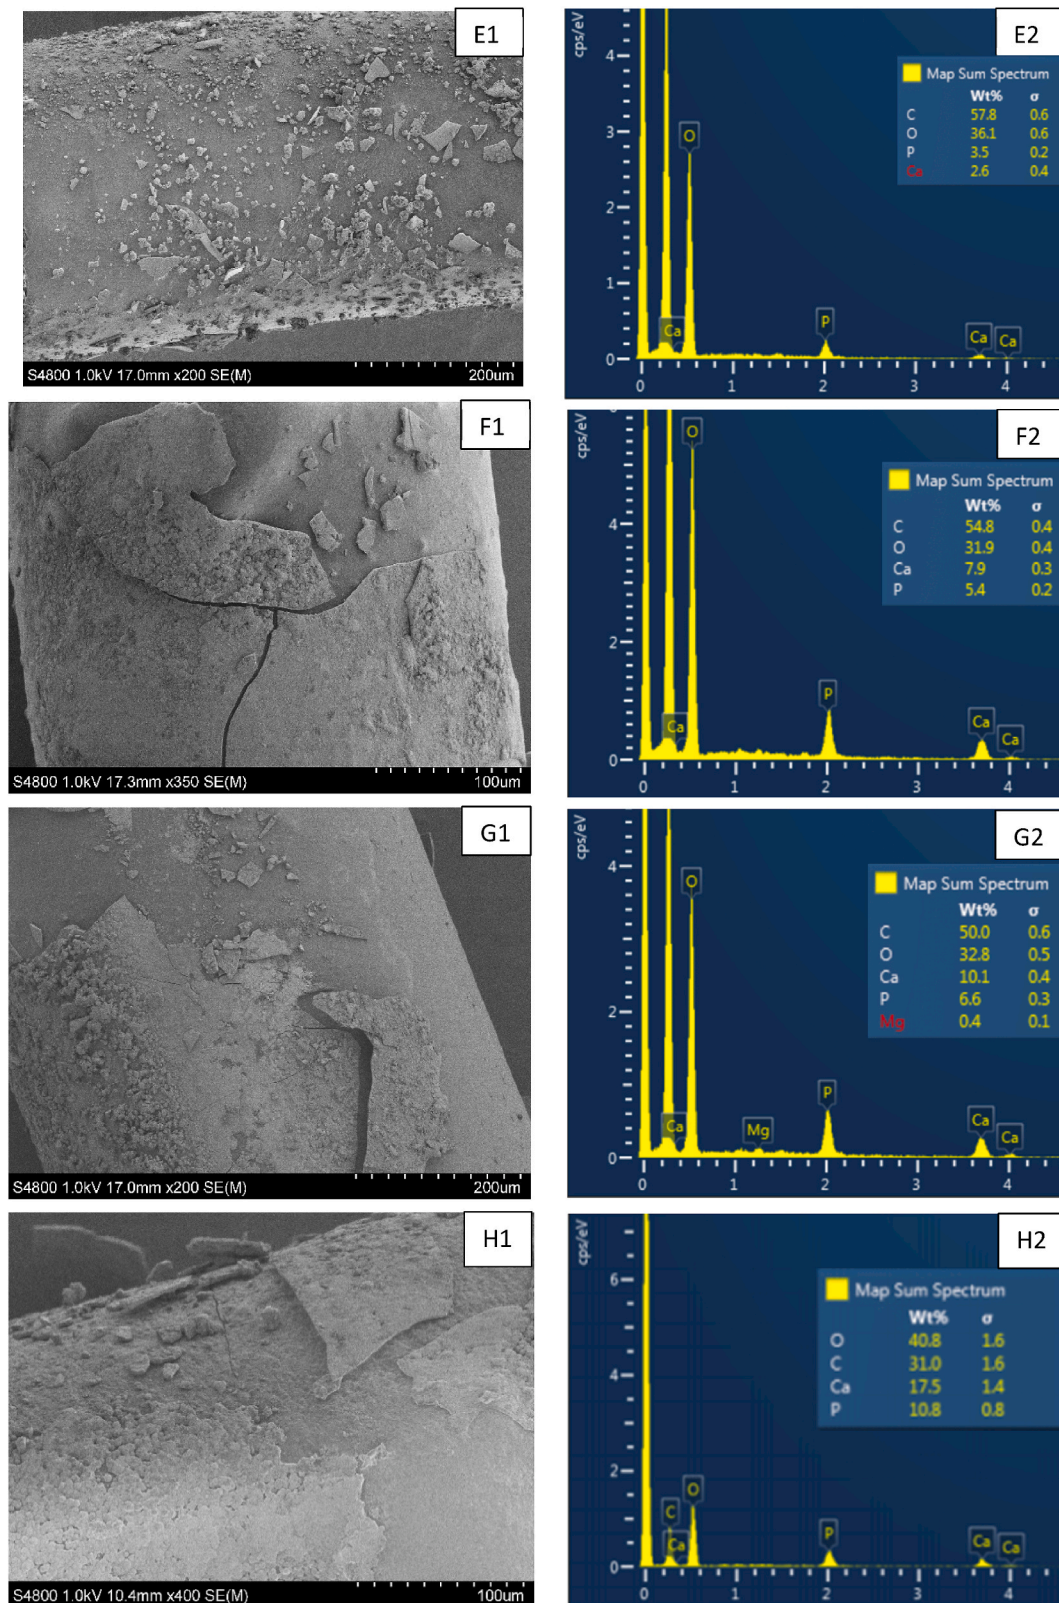 E1
S4800 1.0kV 17.0mm x200 SE(M) 200um
E2
cps/eV
Map Sum Spectrum
Wt% σ
C 57.8 0.6
O 36.1 0.6
P 3.5 0.2
Ca 2.6 0.4
4
3
2
1
0
O
Ca
P
Ca
Ca
0 1 2 3 4
F1
S4800 1.0kV 17.3mm x350 SE(M) 100um
F2
cps/eV
Map Sum Spectrum
Wt% σ
C 54.8 0.4
O 31.9 0.4
Ca 7.9 0.3
P 5.4 0.2
4
2
0
O
Ca
P
Ca
Ca
0 1 2 3 4
G1
S4800 1.0kV 17.0mm x200 SE(M) 200um
G2
cps/eV
Map Sum Spectrum
Wt% σ
C 50.0 0.6
O 32.8 0.5
Ca 10.1 0.4
P 6.6 0.3
Mg 0.4 0.1
4
2
0
O
Ca
Mg
P
Ca
Ca
0 1 2 3 4
H1
S4800 1.0kV 10.4mm x400 SE(M) 100um
H2
cps/eV
Map Sum Spectrum
Wt% σ
O 40.8 1.6
C 31.0 1.6
Ca 17.5 1.4
P 10.8 0.8
6
4
2
0
C
O
Ca
P
Ca
Ca
0 1 2 3 4